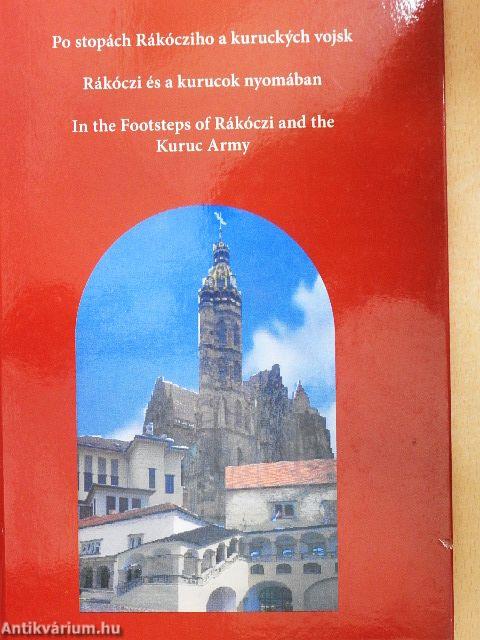 Po stopách Rákócziho a kuruckých vojsk
Rákóczi és a kurucok nyomában
In the Footsteps of Rákóczi and the
Kuruc Army
Antikvárium.hu